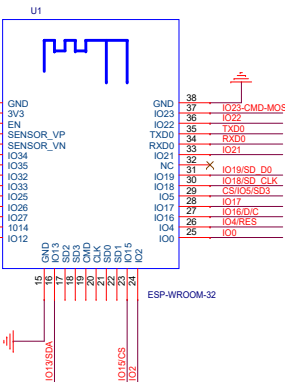 U1
GND
3V3
EN
SENSOR_VP
SENSOR_VN
IO34
IO35
IO32
IO33
IO25
IO26
IO27
1014
IO12
GND 38
IO23 37 IO23-CMD-MOS
IO22 36 IO22
TXD0 35 TXD0
RXD0 34 RXD0
IO21 33 IO21
NC 32
IO19 31 IO19/SD_D0
IO18 30 IO18/SD CLK
IO5 29 CS/IO5/SD3
IO17 28 IO17
IO16 27 IO16/D/C
IO4 26 IO4/RES
IO0 25 IO0
GND 15
IO13 16 IO13/SDA
SD2 17
SD3 18
CMD 19
CLK 20
SD0 21
SD1 22
IO15 23 IO15/CS
IO2 24 IO2
ESP-WROOM-32